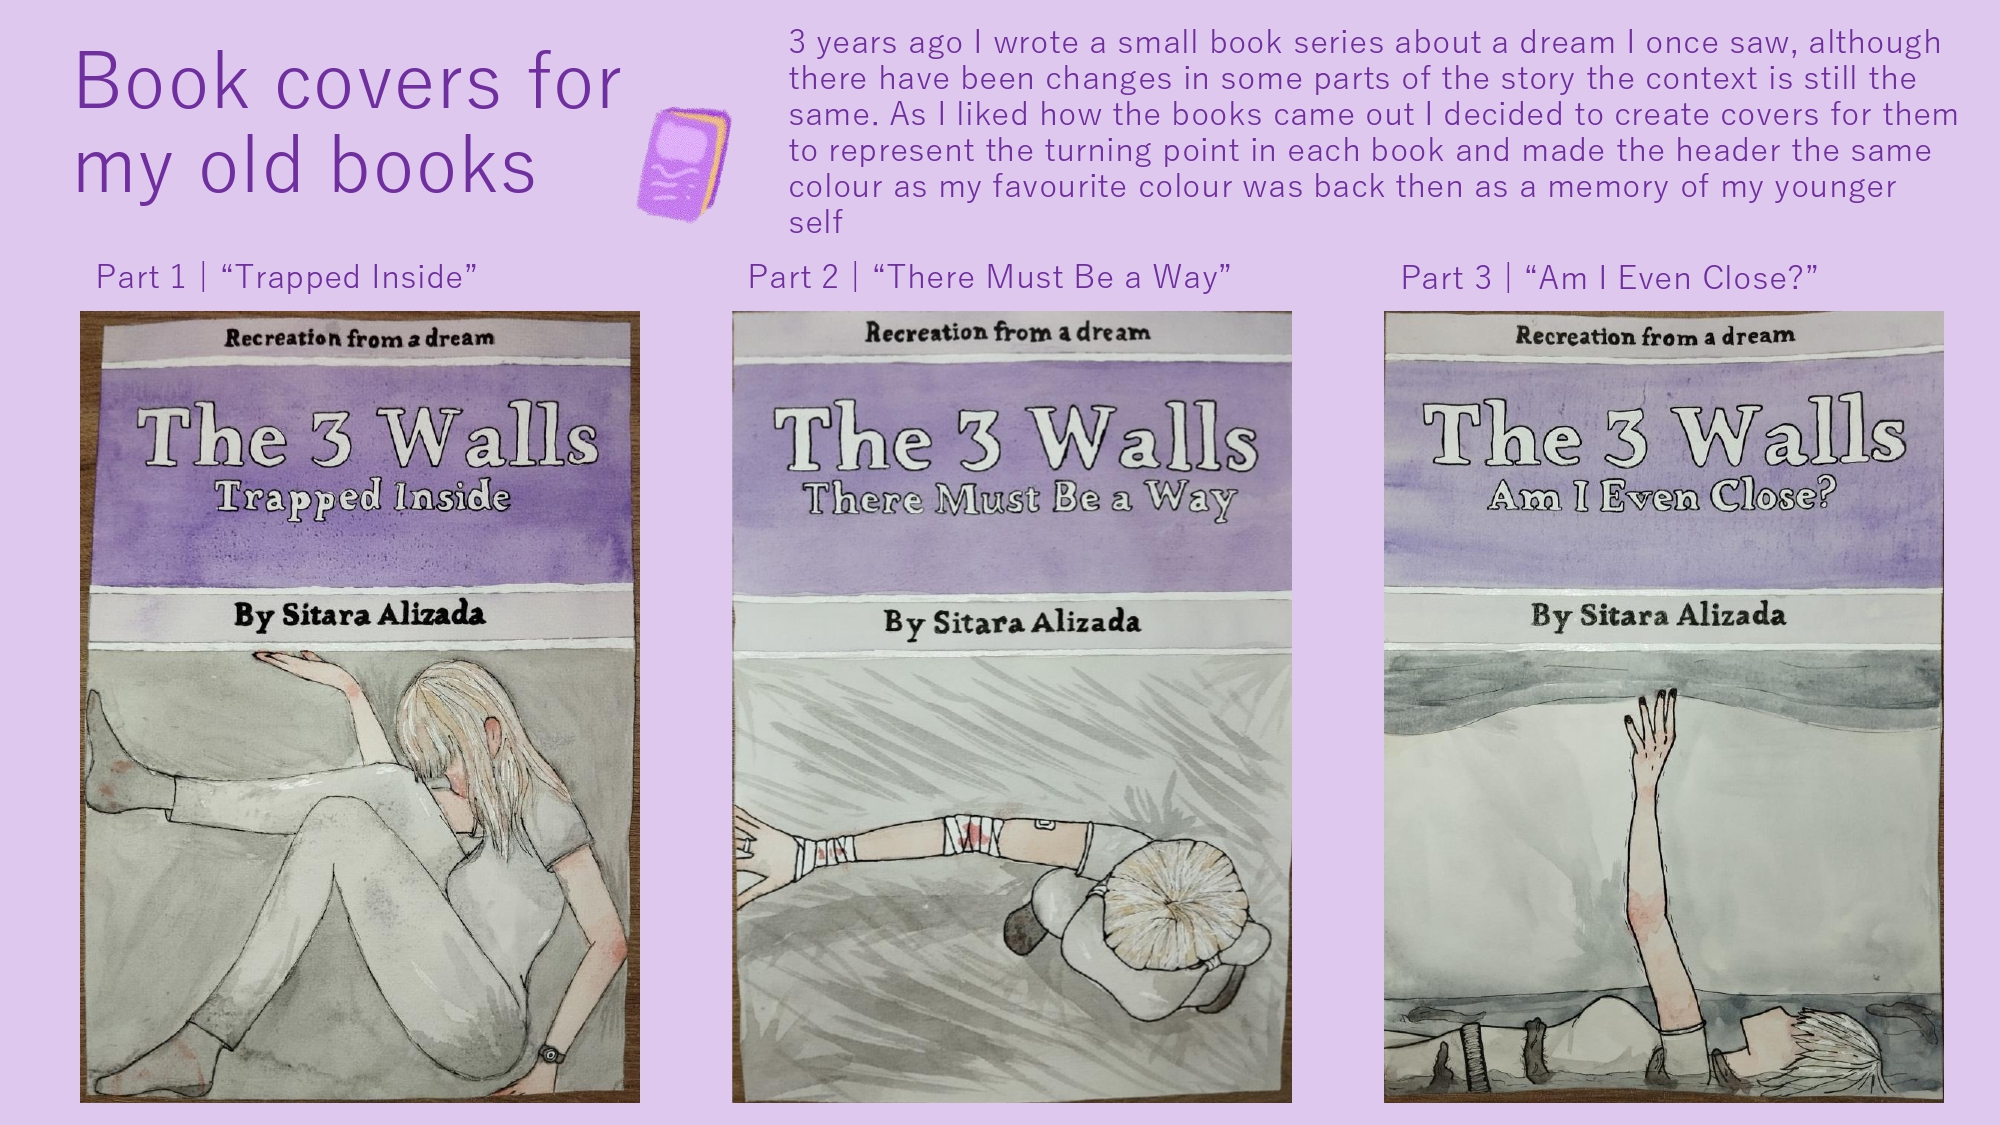 Book covers for
my old books
3 years ago I wrote a small book series about a dream I once saw, although
there have been changes in some parts of the story the context is still the
same. As I liked how the books came out I decided to create covers for them
to represent the turning point in each book and made the header the same
colour as my favourite colour was back then as a memory of my younger
self
Part 1 | “Trapped Inside”
Recreation from a dream
The 3 Walls
Trapped Inside
By Sitara Alizada
Part 2 | “There Must Be a Way”
Recreation from a dream
The 3 Walls
There Must Be a Way
By Sitara Alizada
Part 3 | “Am I Even Close?”
Recreation from a dream
The 3 Walls
Am I Even Close?
By Sitara Alizada